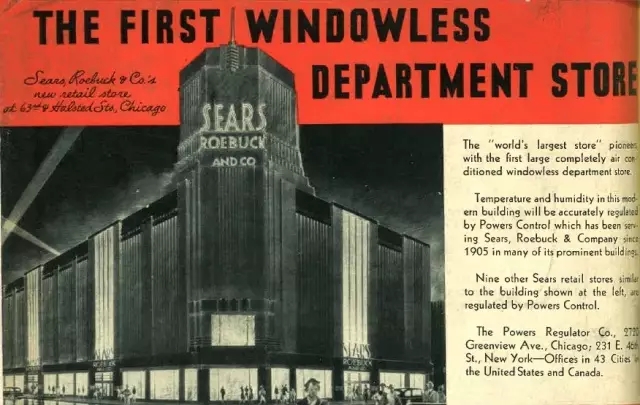 THE FIRST WINDOWLESS
DEPARTMENT STORE
Sears, Roebuck & Co.'s
new retail store
at 63rd & Halsted Sts., Chicago
SEARS
ROEBUCK
AND CO
SEARS
ROEBUCK
The "world's largest store" pioneers
with the first large completely air con-
ditioned windowless department store.
Temperature and humidity in this mod-
ern building will be accurately regulated
by Powers Control which has been serv-
ing Sears, Roebuck & Company since
1905 in many of its prominent buildings.
Nine other Sears retail stores similar
to the building shown at the left, are
regulated by Powers Control.
The Powers Regulator Co., 2720
Greenview Ave., Chicago; 231 E. 46th
St., New York—Offices in 43 Cities in
the United States and Canada.